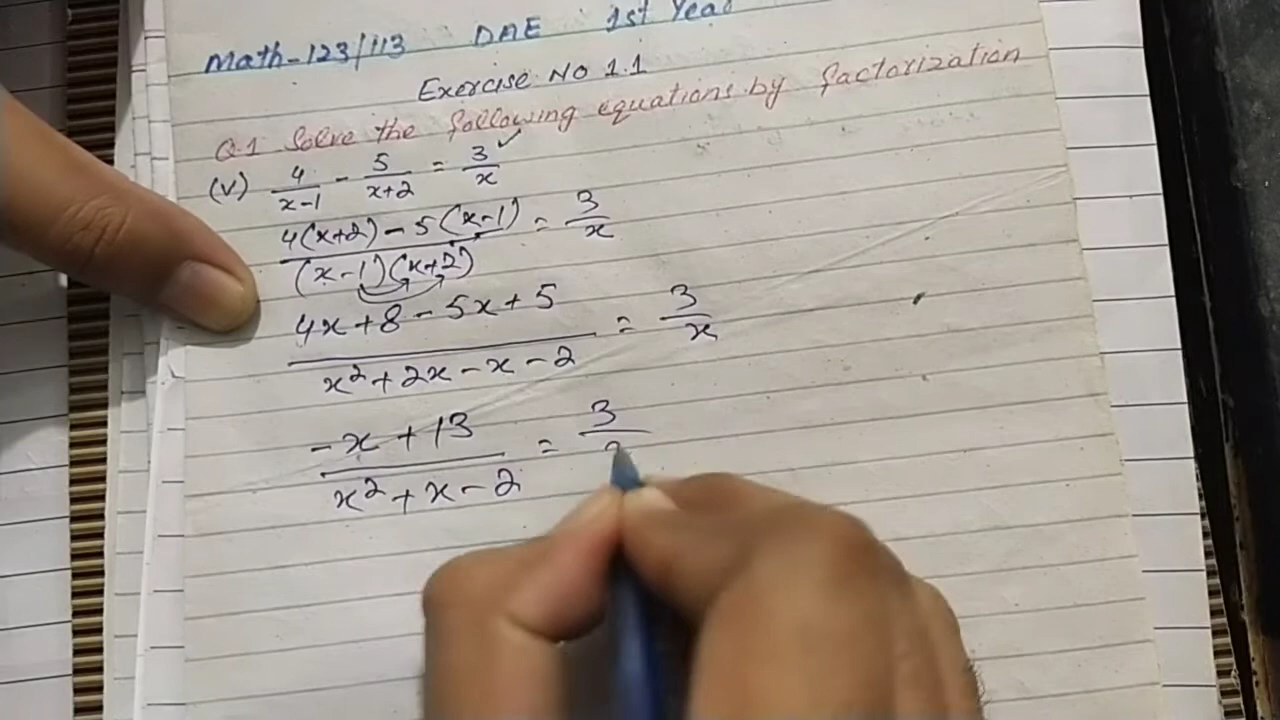 Math-123/113 DAE 1st Year
Exercise No 1.1
Q.1 Solve the following equations by factorization
(v) 4/(x-1) - 5/(x+2) = 3/x ✓
(4(x+2) - 5(x-1))/((x-1)(x+2)) = 3/x
(4x+8-5x+5)/(x²+2x-x-2) = 3/x
(-x+13)/(x²+x-2) = 3/